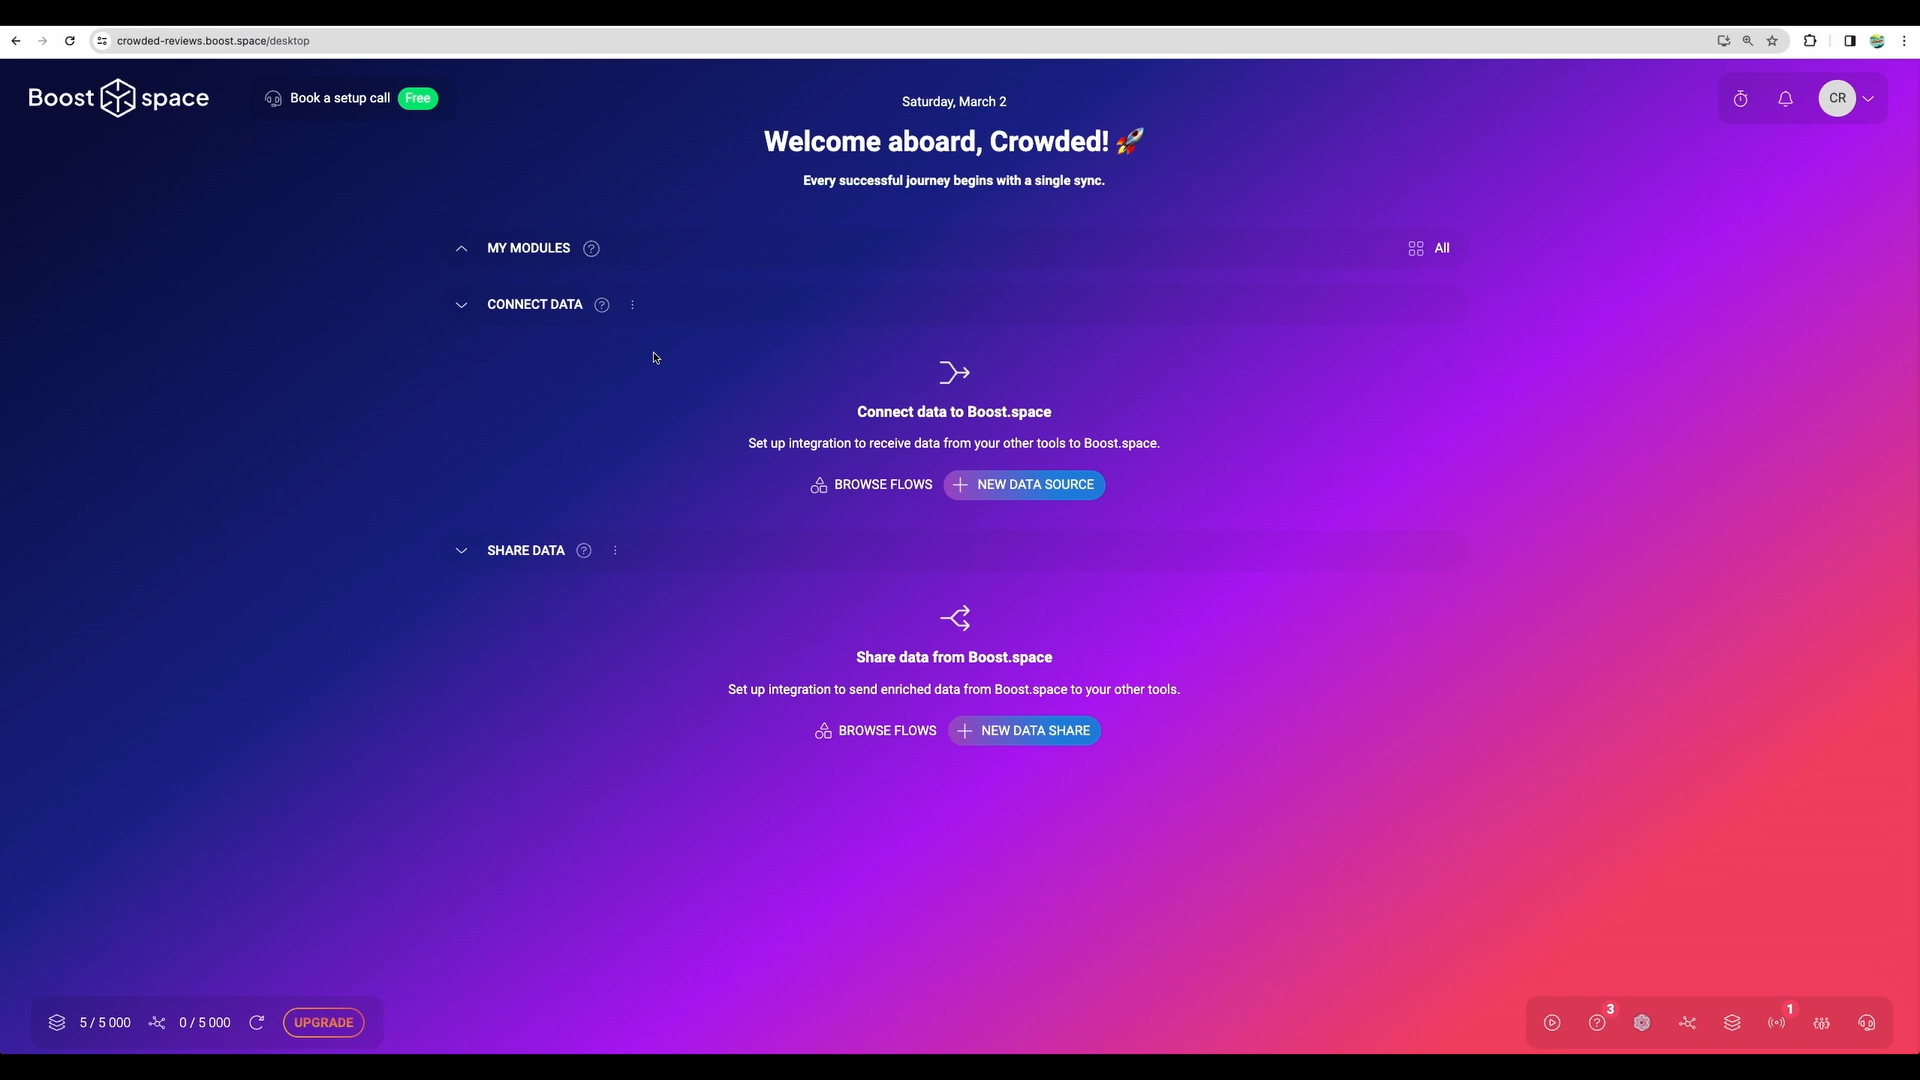 crowded-reviews.boost.space/desktop
Boost space
Book a setup call Free
CR
Saturday, March 2
Welcome aboard, Crowded! 🚀
Every successful journey begins with a single sync.
MY MODULES ?
All
CONNECT DATA ?
Connect data to Boost.space
Set up integration to receive data from your other tools to Boost.space.
BROWSE FLOWS + NEW DATA SOURCE
SHARE DATA ?
Share data from Boost.space
Set up integration to send enriched data from Boost.space to your other tools.
BROWSE FLOWS + NEW DATA SHARE
5 / 5 000 0 / 5 000 UPGRADE
? 3 1